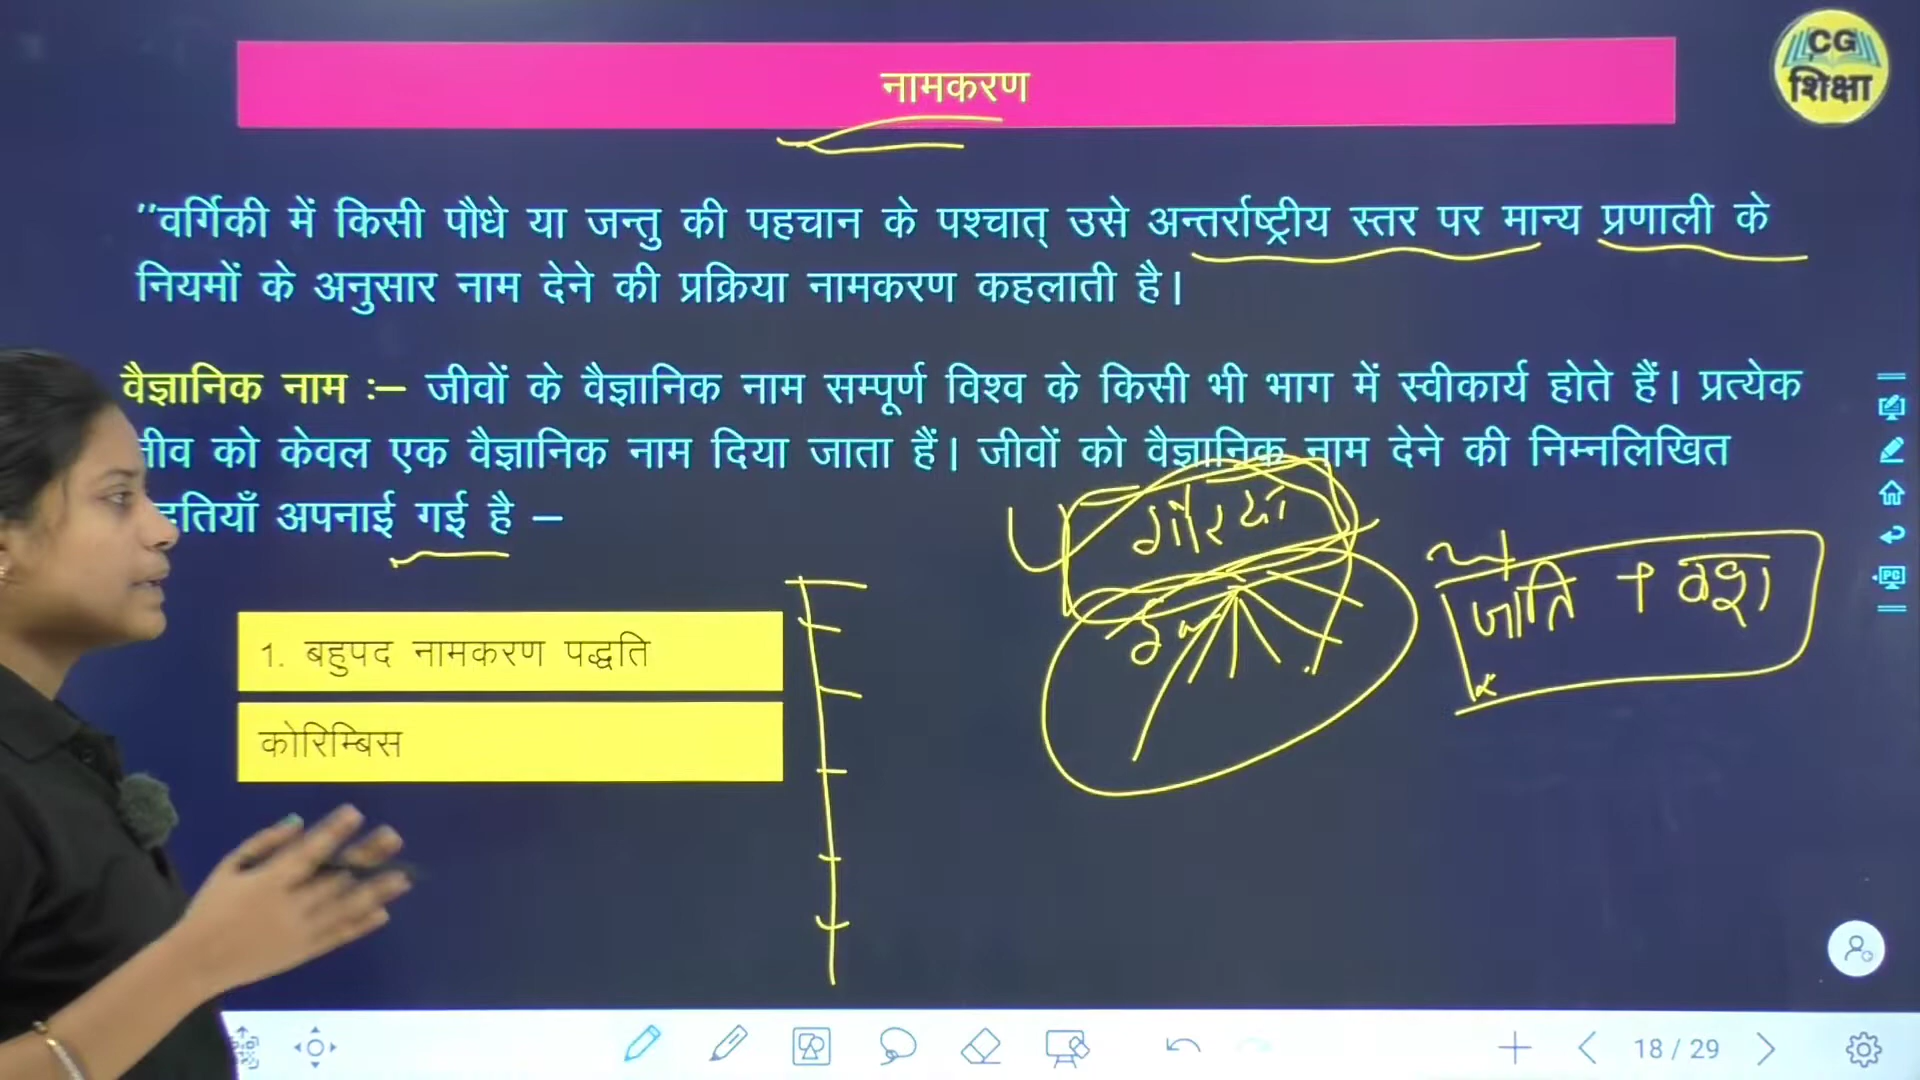 CG
शिक्षा
नामकरण
"वर्गिकी में किसी पौधे या जन्तु की पहचान के पश्चात् उसे अन्तर्राष्ट्रीय स्तर पर मान्य प्रणाली के
नियमों के अनुसार नाम देने की प्रक्रिया नामकरण कहलाती है।
वैज्ञानिक नाम :– जीवों के वैज्ञानिक नाम सम्पूर्ण विश्व के किसी भी भाग में स्वीकार्य होते हैं। प्रत्येक
को केवल एक वैज्ञानिक नाम दिया जाता हैं। जीवों को वैज्ञानिक नाम देने की निम्नलिखित
अपनाई गई है –
गौरया
जाति + वंश
1. बहुपद नामकरण पद्धति
कोरिम्बिस
18 / 29